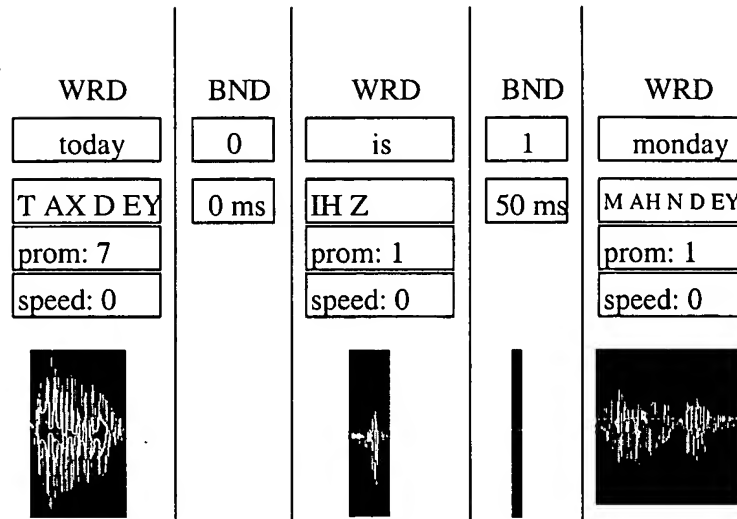 WRD BND WRD BND WRD
today 0 is 1 monday
T AX D EY 0 ms IH Z 50 ms M AH N D EY
prom: 7 prom: 1 prom: 1
speed: 0 speed: 0 speed: 0